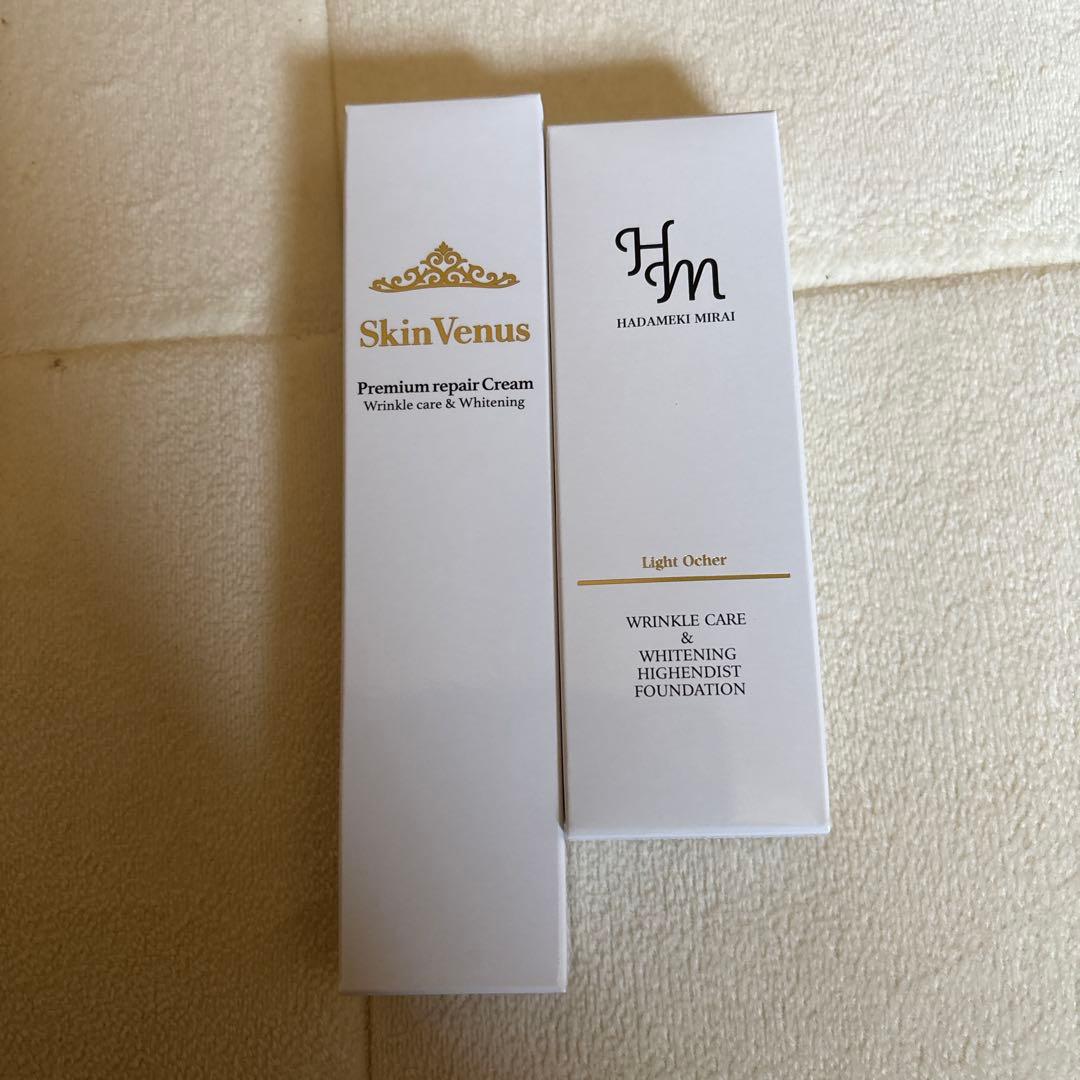 SkinVenus
Premium repair Cream
Wrinkle care & Whitening
HM
HADAMEKI MIRAI
Light Ocher
WRINKLE CARE
&
WHITENING
HIGHENDIST
FOUNDATION